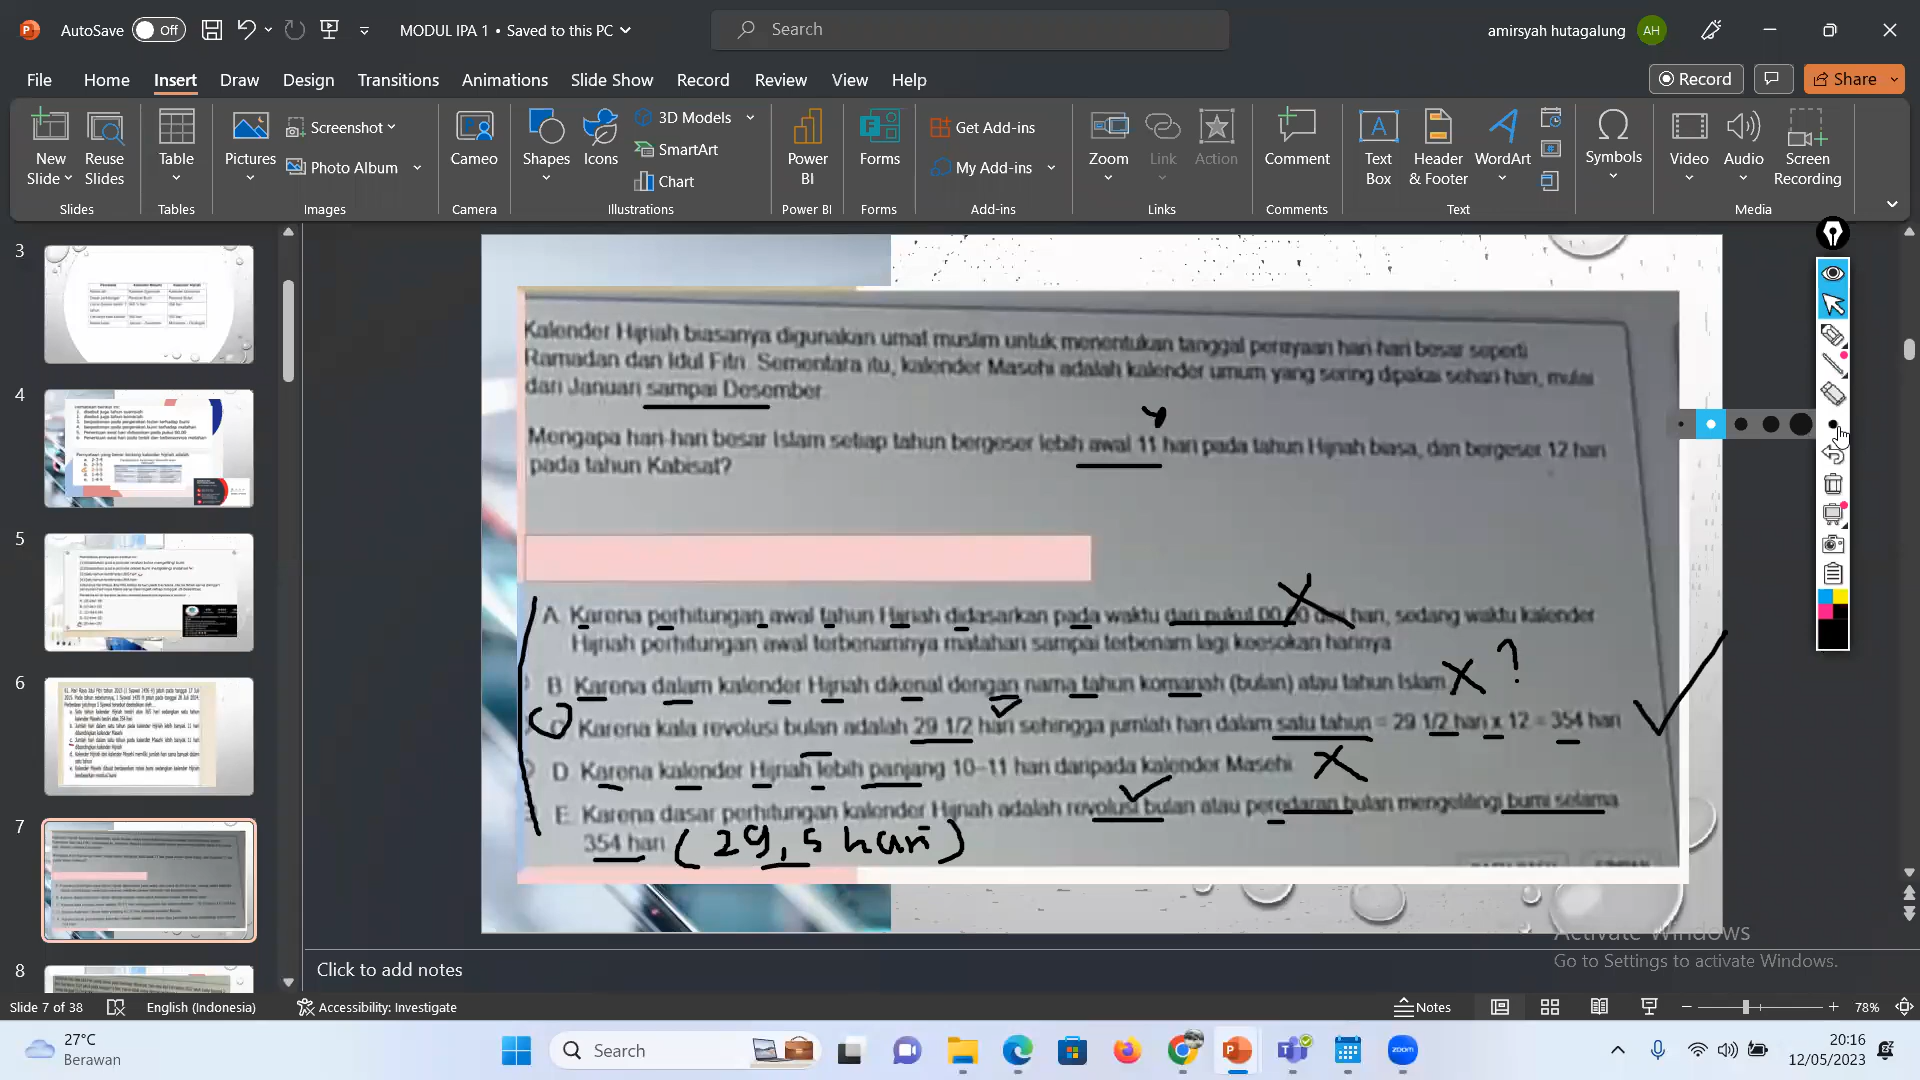 AutoSave Off MODUL IPA 1 • Saved to this PC Search amirsyah hutagalung AH
File Home Insert Draw Design Transitions Animations Slide Show Record Review View Help Record Share
New Slide Reuse Slides Table Pictures Screenshot Photo Album Cameo Shapes Icons 3D Models SmartArt Chart Power BI Forms Get Add-ins My Add-ins Zoom Link Action Comment Text Box Header & Footer WordArt Symbols Video Audio Screen Recording
Slides Tables Images Camera Illustrations Power BI Forms Add-ins Links Comments Text Media
3
4
5
6
7
8
Kalender Hijriah biasanya digunakan umat muslim untuk menentukan tanggal perayaan hari-hari besar seperti
Ramadan dan Idul Fitri. Sementara itu, kalender Masehi adalah kalender umum yang sering dipakai sehari hari, mulai
dari Januari sampai Desember
Mengapa hari-hari besar Islam setiap tahun bergeser lebih awal 11 hari pada tahun Hijriah biasa, dan bergeser 12 hari
pada tahun Kabisat?
A. Karena perhitungan awal tahun Hijriah didasarkan pada waktu dari pukul 00.00 hari, sedang waktu kalender
Hijriah perhitungan awal terbenamnya matahari sampai terbenam lagi keesokan harinya
B. Karena dalam kalender Hijriah dikenal dengan nama tahun komariah (bulan) atau tahun Islam ?
C. Karena kala revolusi bulan adalah 29 1/2 hari sehingga jumlah hari dalam satu tahun = 29 1/2 hari x 12 = 354 hari
D. Karena kalender Hijriah lebih panjang 10–11 hari daripada kalender Masehi
E. Karena dasar perhitungan kalender Hijriah adalah revolusi bulan atau peredaran bulan mengelilingi bumi selama
354 hari (29,5 hari)
Activate Windows
Go to Settings to activate Windows.
Click to add notes
Slide 7 of 38 English (Indonesia) Accessibility: Investigate Notes 78%
27°C
Berawan
Search
zoom
20:16
12/05/2023